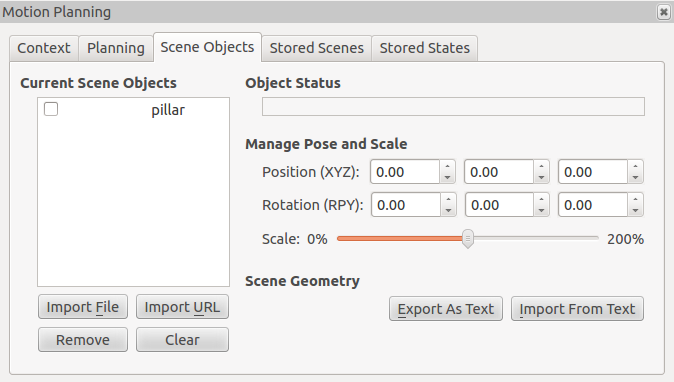 Motion Planning
Context Planning Scene Objects Stored Scenes Stored States
Current Scene Objects
pillar
Import File Import URL
Remove Clear
Object Status
Manage Pose and Scale
Position (XYZ): 0.00 0.00 0.00
Rotation (RPY): 0.00 0.00 0.00
Scale: 0% 200%
Scene Geometry
Export As Text Import From Text